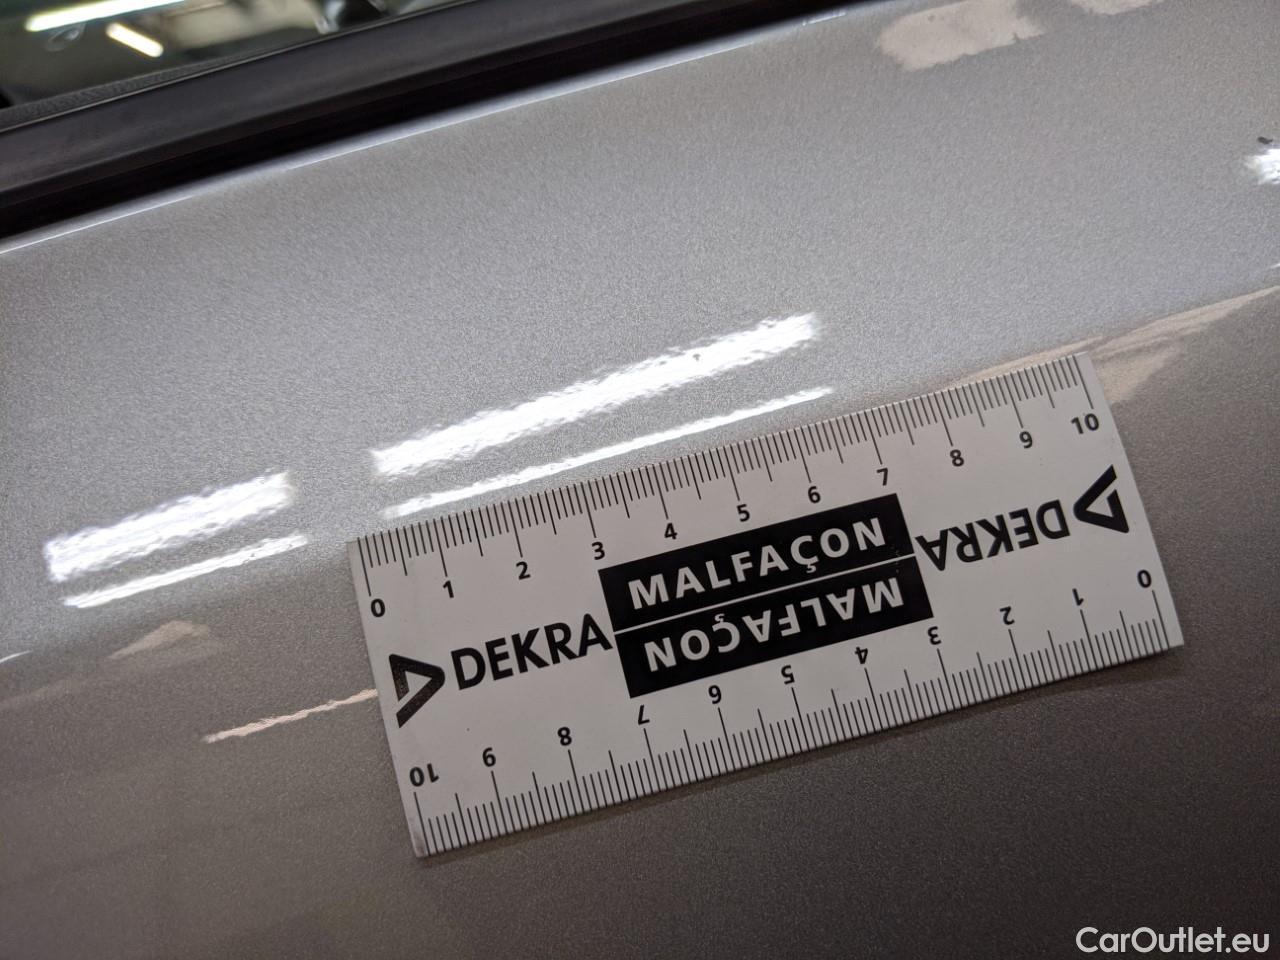 0 1 2 3 4 5 6 7 8 9 10
DEKRA MALFAÇON
MALFAÇON DEKRA
0 1 2 3 4 5 6 7 8 9 10
CarOutlet.eu